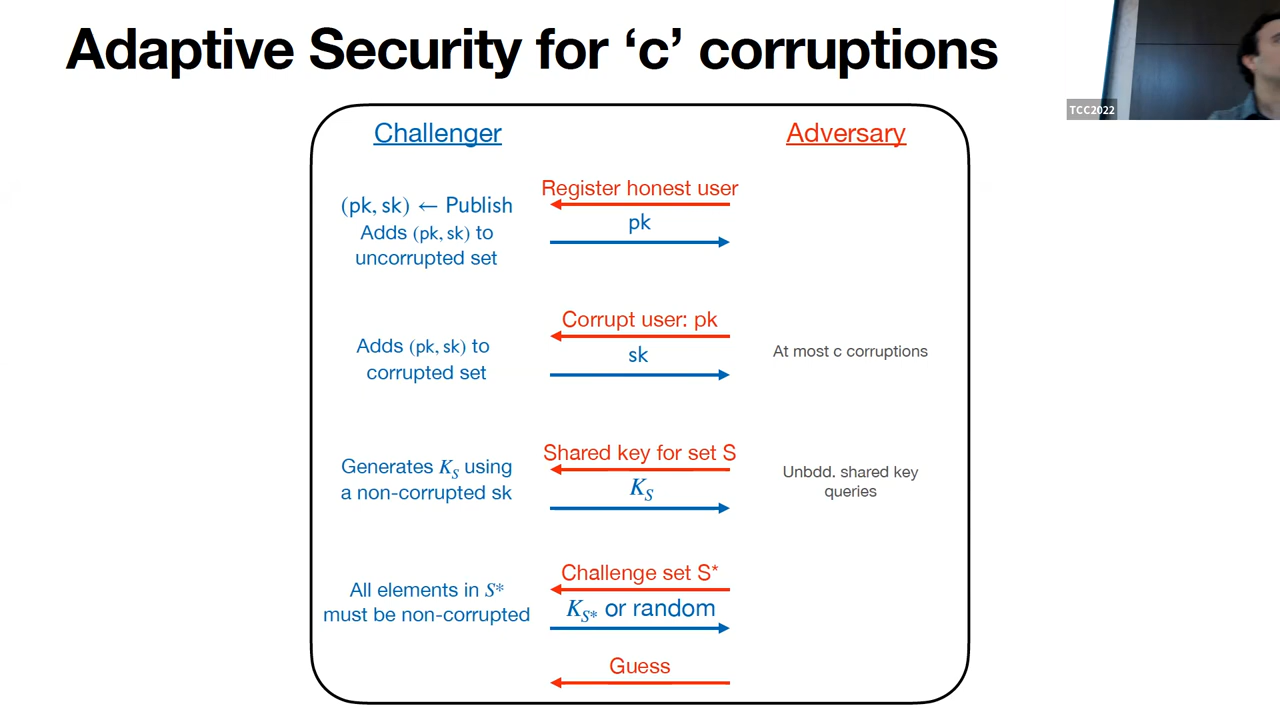 Adaptive Security for ‘c’ corruptions
TCC2022
Challenger
Adversary
Register honest user
(pk, sk) ← Publish
Adds (pk, sk) to
uncorrupted set
pk
Corrupt user: pk
Adds (pk, sk) to
corrupted set
sk
At most c corruptions
Shared key for set S
Generates K_S using
a non-corrupted sk
K_S
Unbdd. shared key
queries
Challenge set S*
All elements in S*
must be non-corrupted
K_{S*} or random
Guess